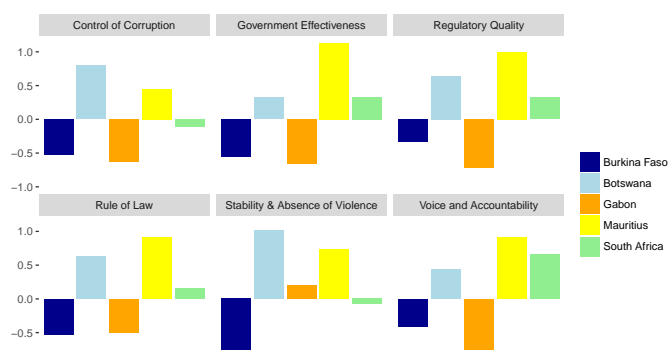 Control of Corruption
Government Effectiveness
Regulatory Quality
1.0
0.5
0.0
−0.5
−1.0
Rule of Law
Stability & Absence of Violence
Voice and Accountability
1.0
0.5
0.0
−0.5
Burkina Faso
Botswana
Gabon
Mauritius
South Africa